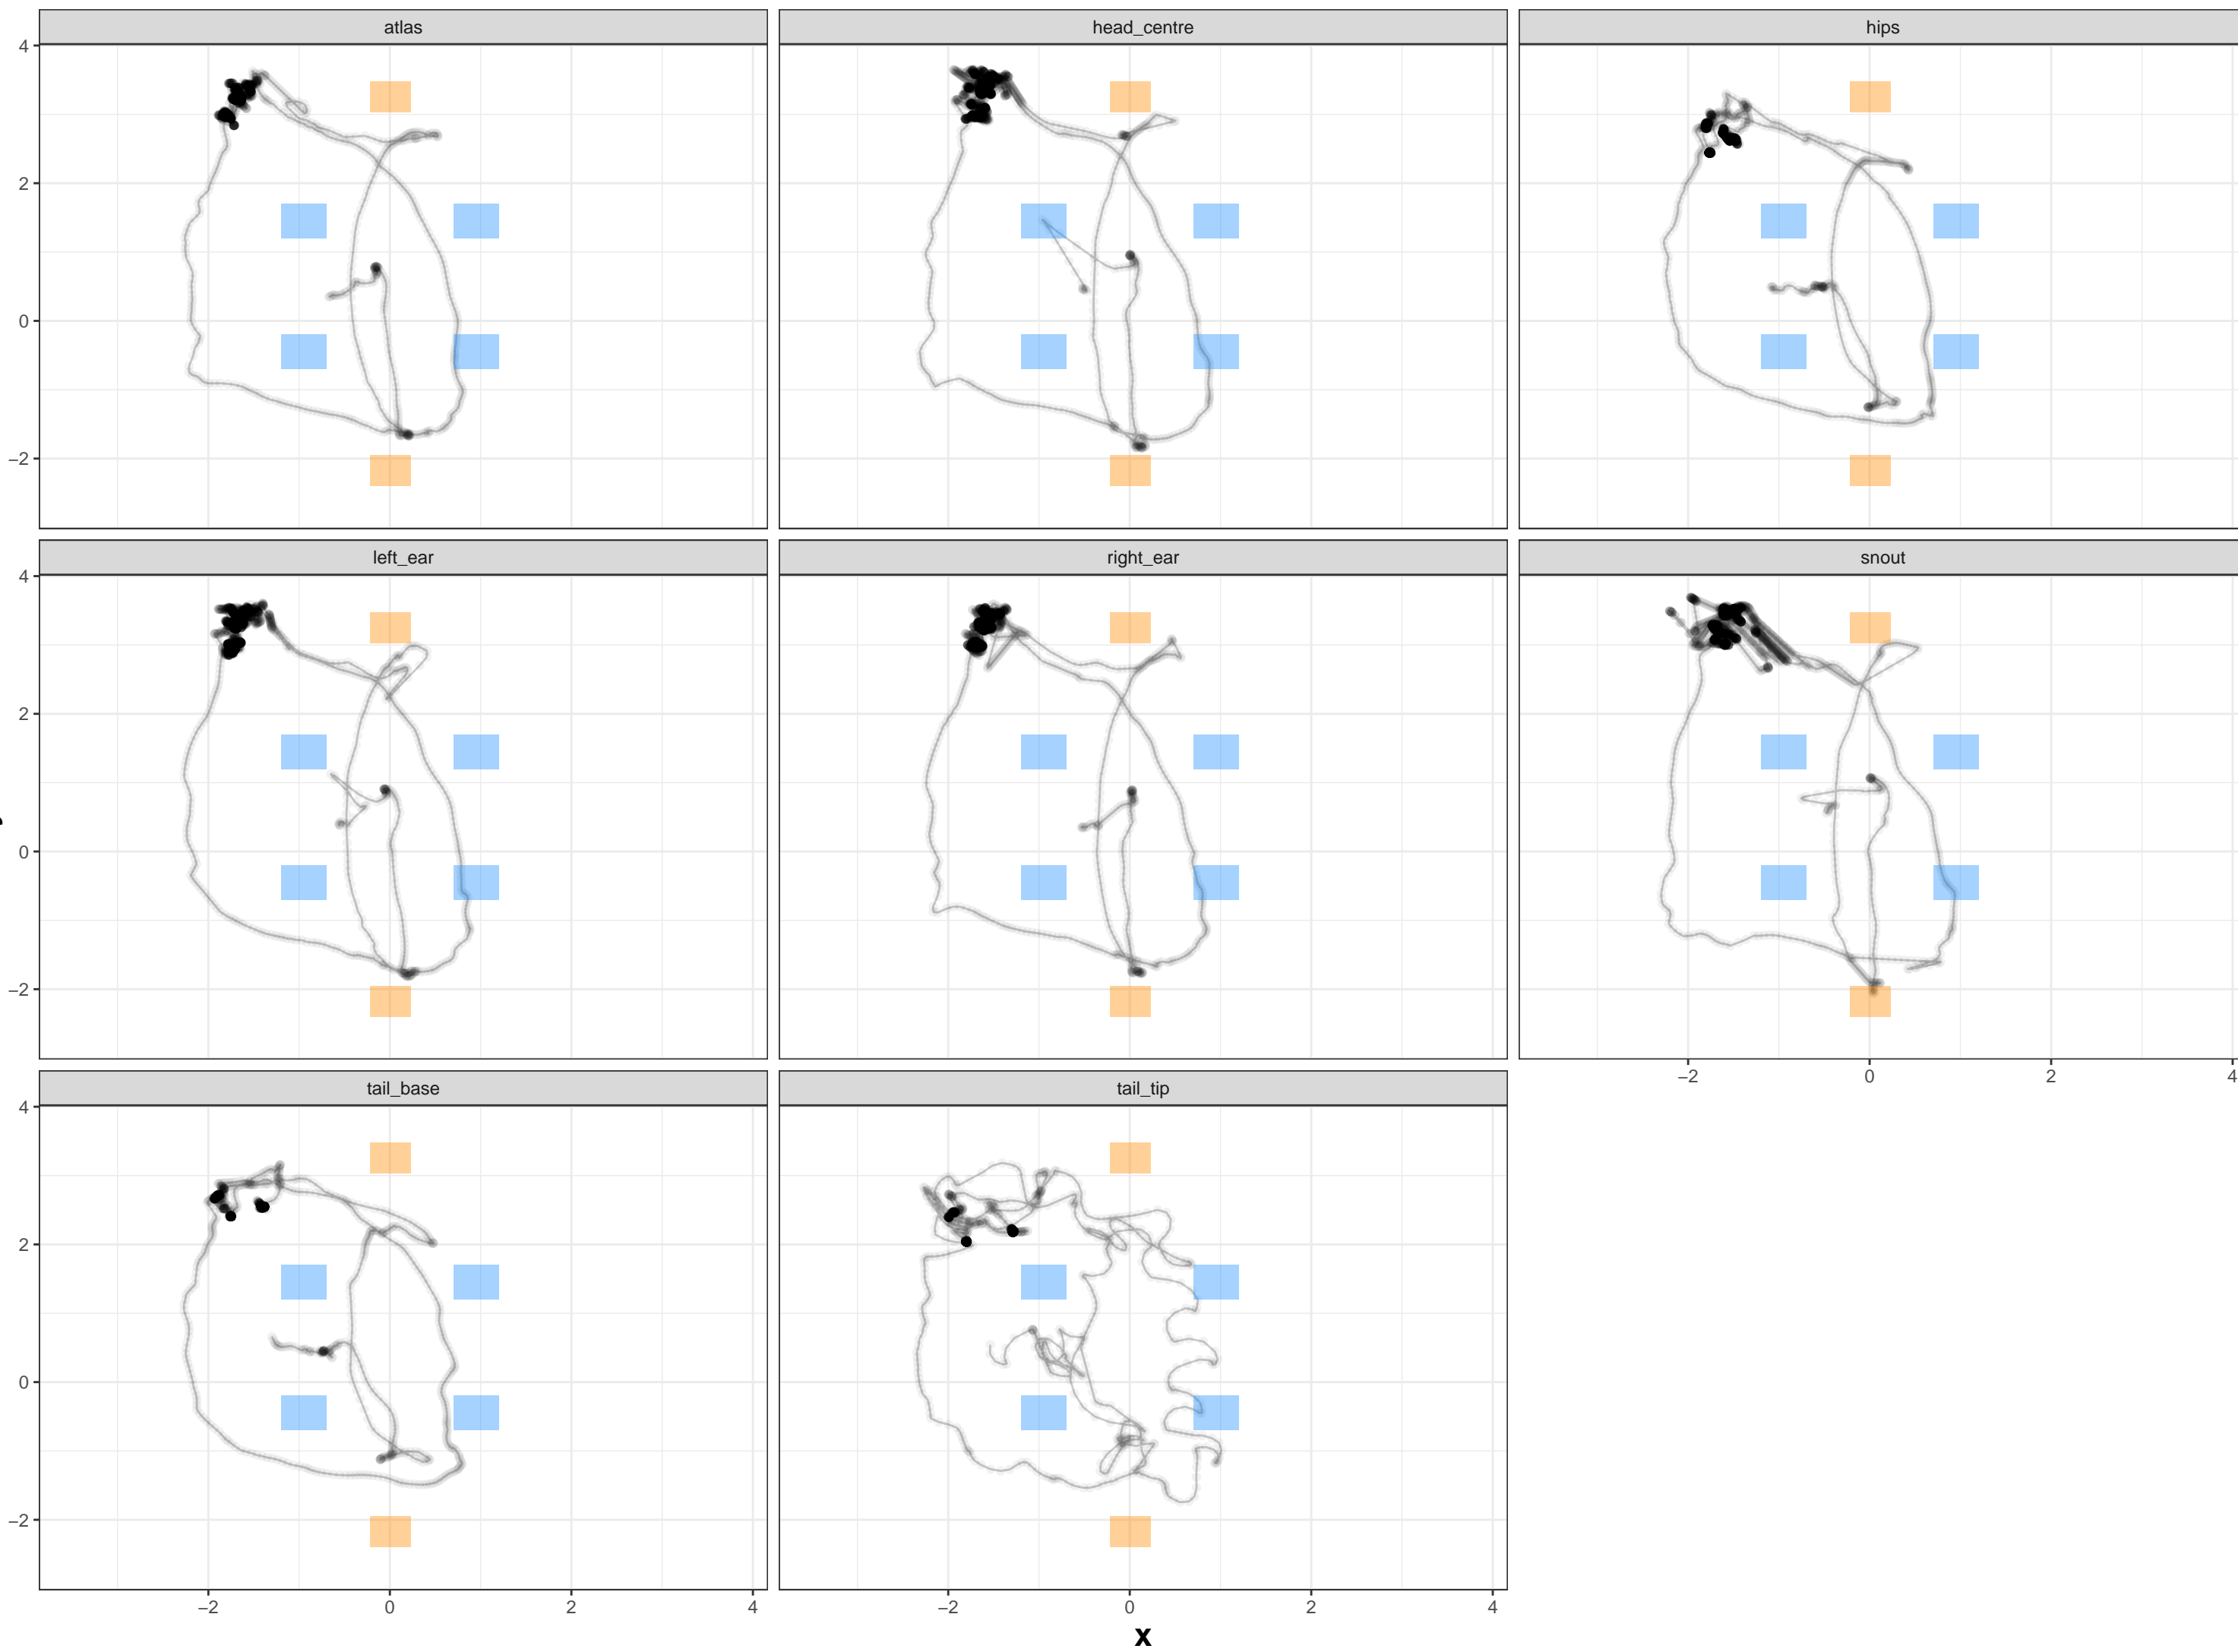 atlas head_centre hips
4
2
0
−2
left_ear right_ear snout
4
2
0
−2
−2 0 2 4
tail_base tail_tip
4
2
0
−2
−2 0 2 4 −2 0 2 4
x